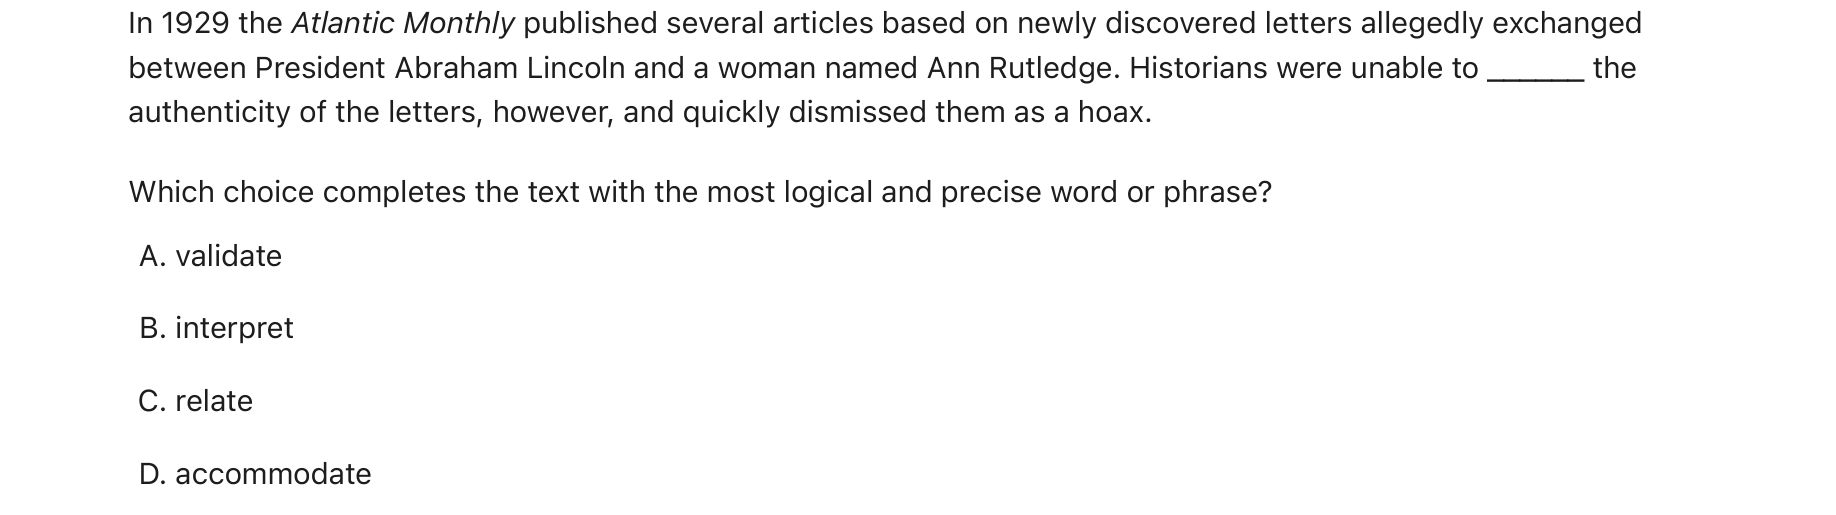 In 1929 the Atlantic Monthly published several articles based on newly discovered letters allegedly exchanged
between President Abraham Lincoln and a woman named Ann Rutledge. Historians were unable to ______ the
authenticity of the letters, however, and quickly dismissed them as a hoax.
Which choice completes the text with the most logical and precise word or phrase?
A. validate
B. interpret
C. relate
D. accommodate